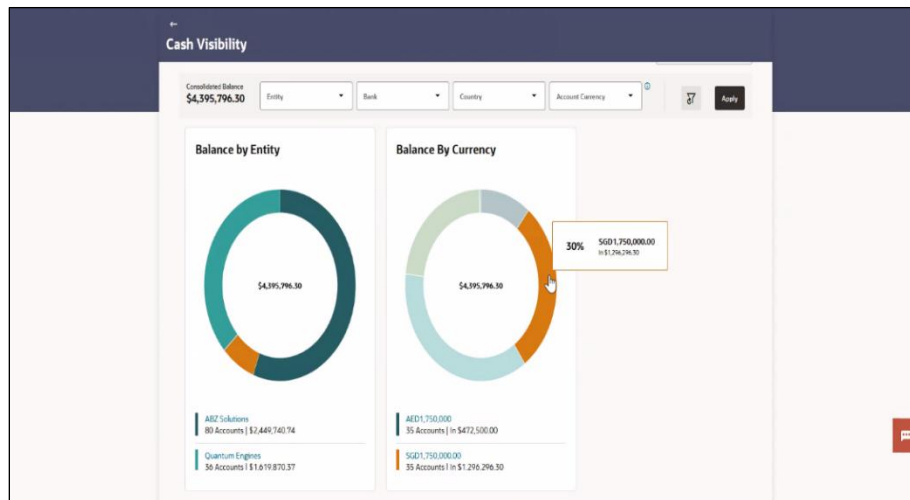 ←
Cash Visibility
Consolidated Balance
$4,395,796.30
Entity
Bank
Country
Account Currency
Apply
Balance by Entity
Balance By Currency
30% SGD1,750,000.00
In $1,296,296.30
$4,395,796.30
$4,395,796.30
ABZ Solutions
80 Accounts | $2,449,740.74
Quantum Engines
36 Accounts | $1,619,870.37
AED1,750,000
35 Accounts | In $472,500.00
SGD1,750,000.00
35 Accounts | In $1,296,296.30